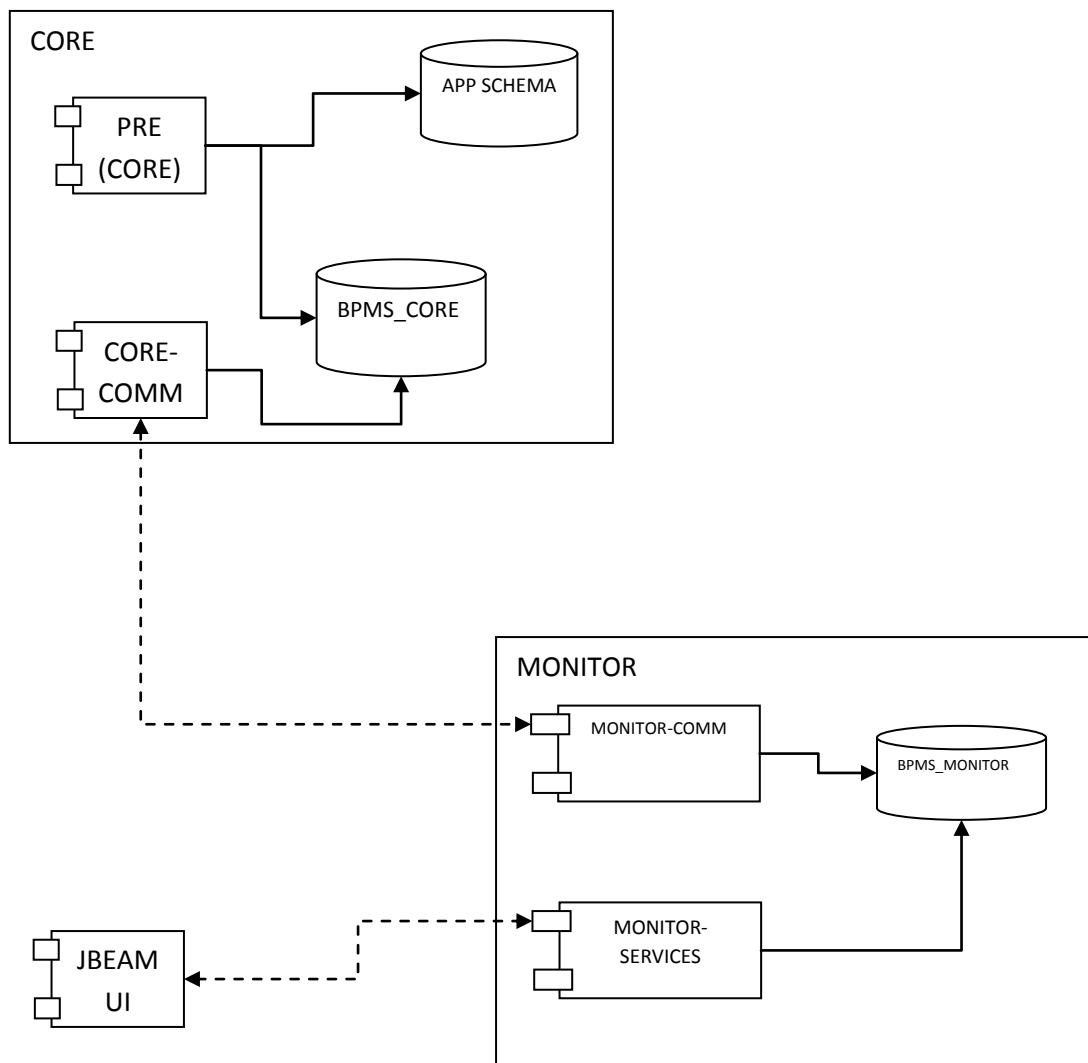 CORE
APP SCHEMA
PRE
(CORE)
BPMS_CORE
CORE-
COMM
MONITOR
MONITOR-COMM
BPMS_MONITOR
MONITOR-
SERVICES
JBEAM
UI